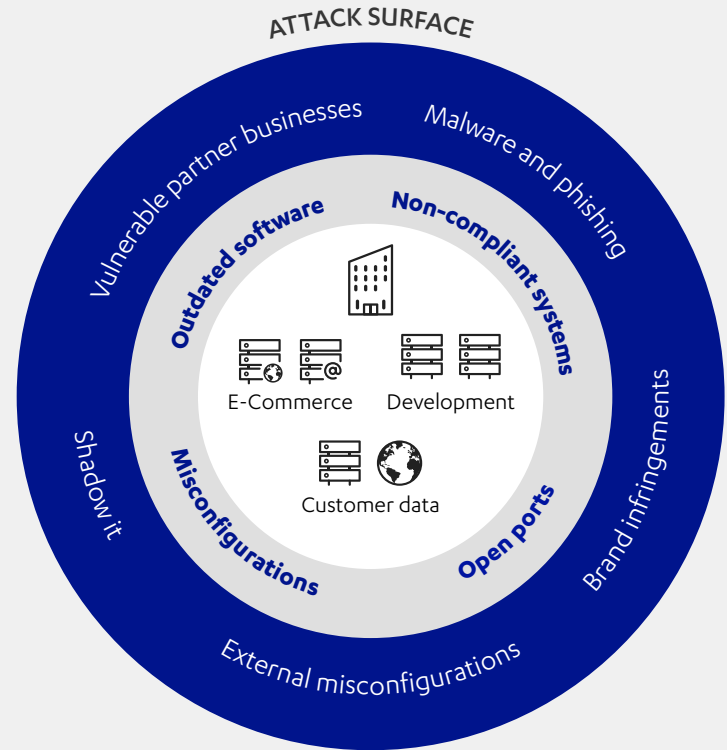 ATTACK SURFACE
Vulnerable partner businesses
Malware and phishing
Outdated software
Non-compliant systems
@
E-Commerce
Development
Customer data
Shadow it
Misconfigurations
Open ports
Brand infringements
External misconfigurations